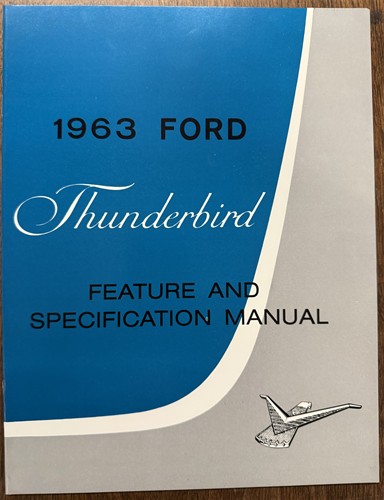 1963 FORD
Thunderbird
FEATURE AND
SPECIFICATION MANUAL